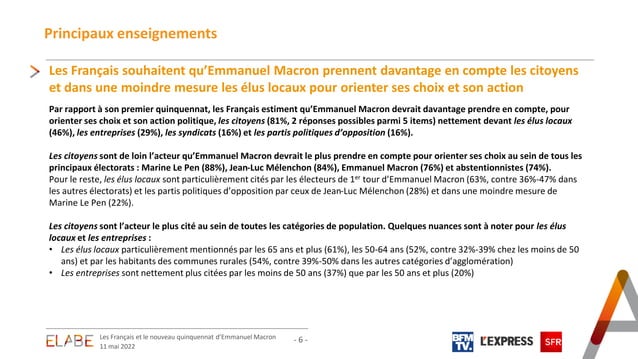 Principaux enseignements
Les Français souhaitent qu'Emmanuel Macron prennent davantage en compte les citoyens
et dans une moindre mesure les élus locaux pour orienter ses choix et son action
Par rapport à son premier quinquennat, les Français estiment qu'Emmanuel Macron devrait davantage prendre en compte, pour
orienter ses choix et son action politique, les citoyens (81%, 2 réponses possibles parmi 5 items) nettement devant les élus locaux
(46%), les entreprises (29%), les syndicats (16%) et les partis politiques d'opposition (16%).
Les citoyens sont de loin l'acteur qu'Emmanuel Macron devrait le plus prendre en compte pour orienter ses choix au sein de tous les
principaux électorats : Marine Le Pen (88%), Jean-Luc Mélenchon (84%), Emmanuel Macron (76%) et abstentionnistes (74%).
Pour le reste, les élus locaux sont particulièrement cités par les électeurs de 1er tour d'Emmanuel Macron (63%, contre 36%-47% dans
les autres électorats) et les partis politiques d'opposition par ceux de Jean-Luc Mélenchon (28%) et dans une moindre mesure de
Marine Le Pen (22%).
Les citoyens sont l'acteur le plus cité au sein de toutes les catégories de population. Quelques nuances sont à noter pour les élus
locaux et les entreprises :
• Les élus locaux particulièrement mentionnés par les 65 ans et plus (61%), les 50-64 ans (52%, contre 32%-39% chez les moins de 50
ans) et par les habitants des communes rurales (54%, contre 39%-50% dans les autres catégories d'agglomération)
• Les entreprises sont nettement plus citées par les moins de 50 ans (37%) que par les 50 ans et plus (20%)
ELABE
Les Français et le nouveau quinquennat d'Emmanuel Macron
11 mai 2022
- 6 -
BFM
TV.
L'EXPRESS
SFR